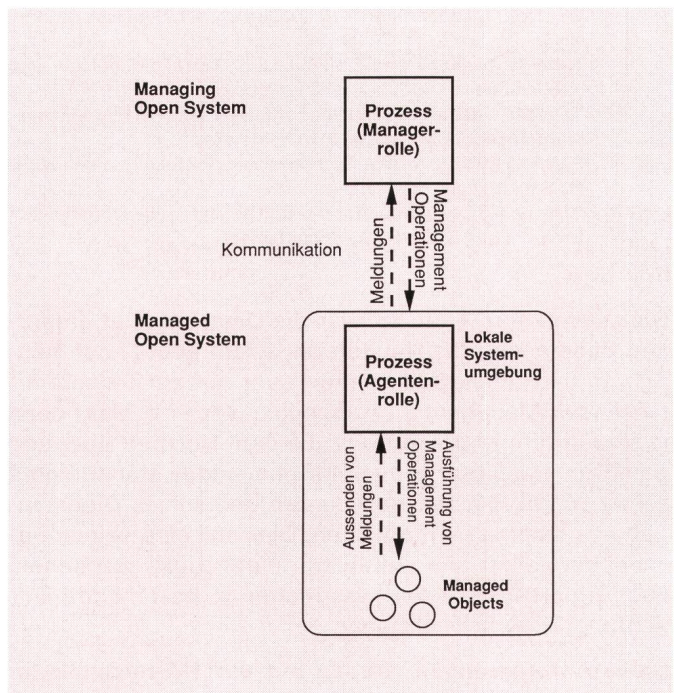 Managing
Open System
Prozess
(Manager-
rolle)
Kommunikation
Meldungen
Management
Operationen
Managed
Open System
Prozess
(Agenten-
rolle)
Lokale
System-
umgebung
Aussenden von
Meldungen
Ausführung von
Management
Operationen
Managed
Objects